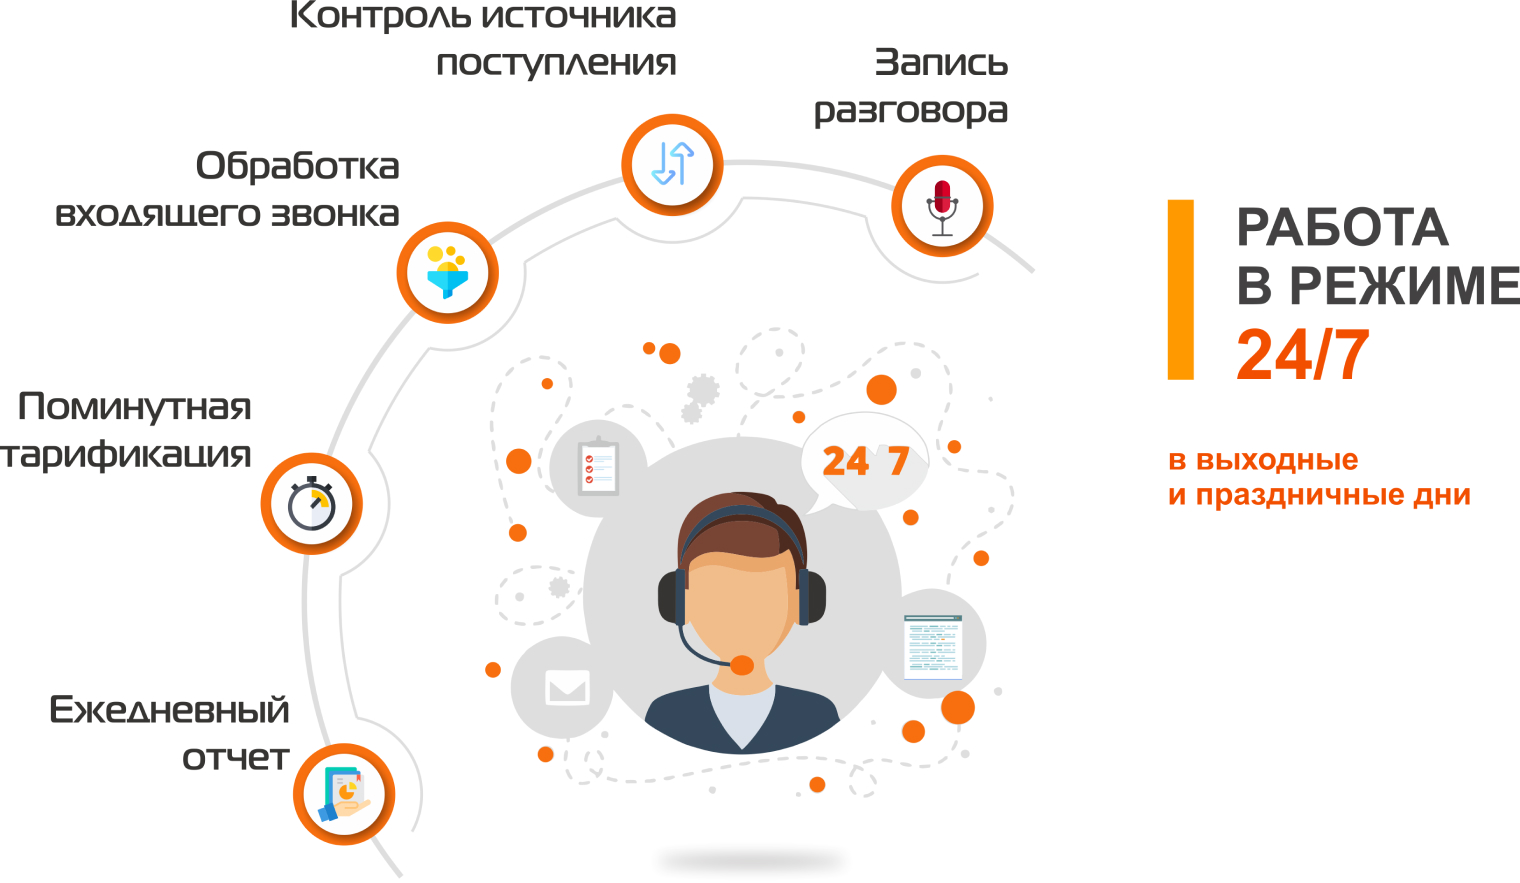 Контроль источника
поступления
Запись
разговора
Обработка
входящего звонка
Поминутная
тарификация
Ежедневный
отчет
24 7
РАБОТА
В РЕЖИМЕ
24/7
в выходные
и праздничные дни